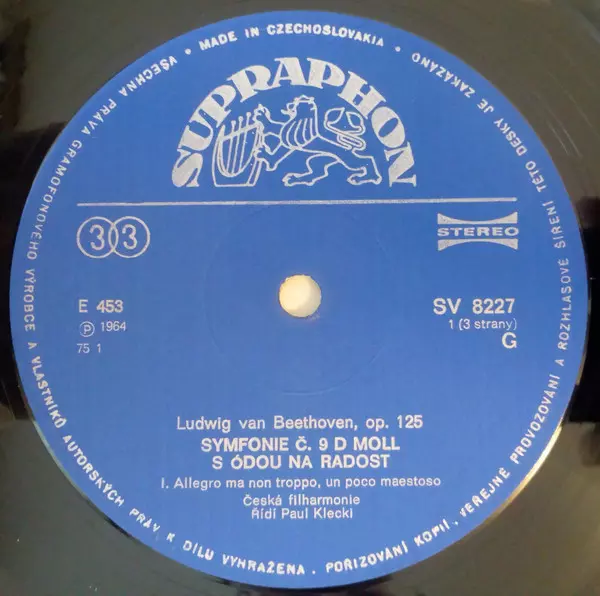 VŠECHNA PRÁVA GRAMOFONOVÉHO VÝROBCE A VLASTNÍKŮ AUTORSKÝCH PRÁV K DÍLU VYHRAŽENA. POŘIZOVÁNÍ KOPIÍ, VEŘEJNÉ PROVOZOVÁNÍ A ROZHLASOVÉ ŠÍŘENÍ TÉTO DESKY JE ZAKÁZÁNO • MADE IN CZECHOSLOVAKIA •
SUPRAPHON
33
STEREO
E 453
SV 8227
Ⓟ 1964
1 (3 strany)
75 1
G
Ludwig van Beethoven, op. 125
SYMFONIE Č. 9 D MOLL
S ÓDOU NA RADOST
I. Allegro ma non troppo, un poco maestoso
Česká filharmonie
Řídí Paul Klecki